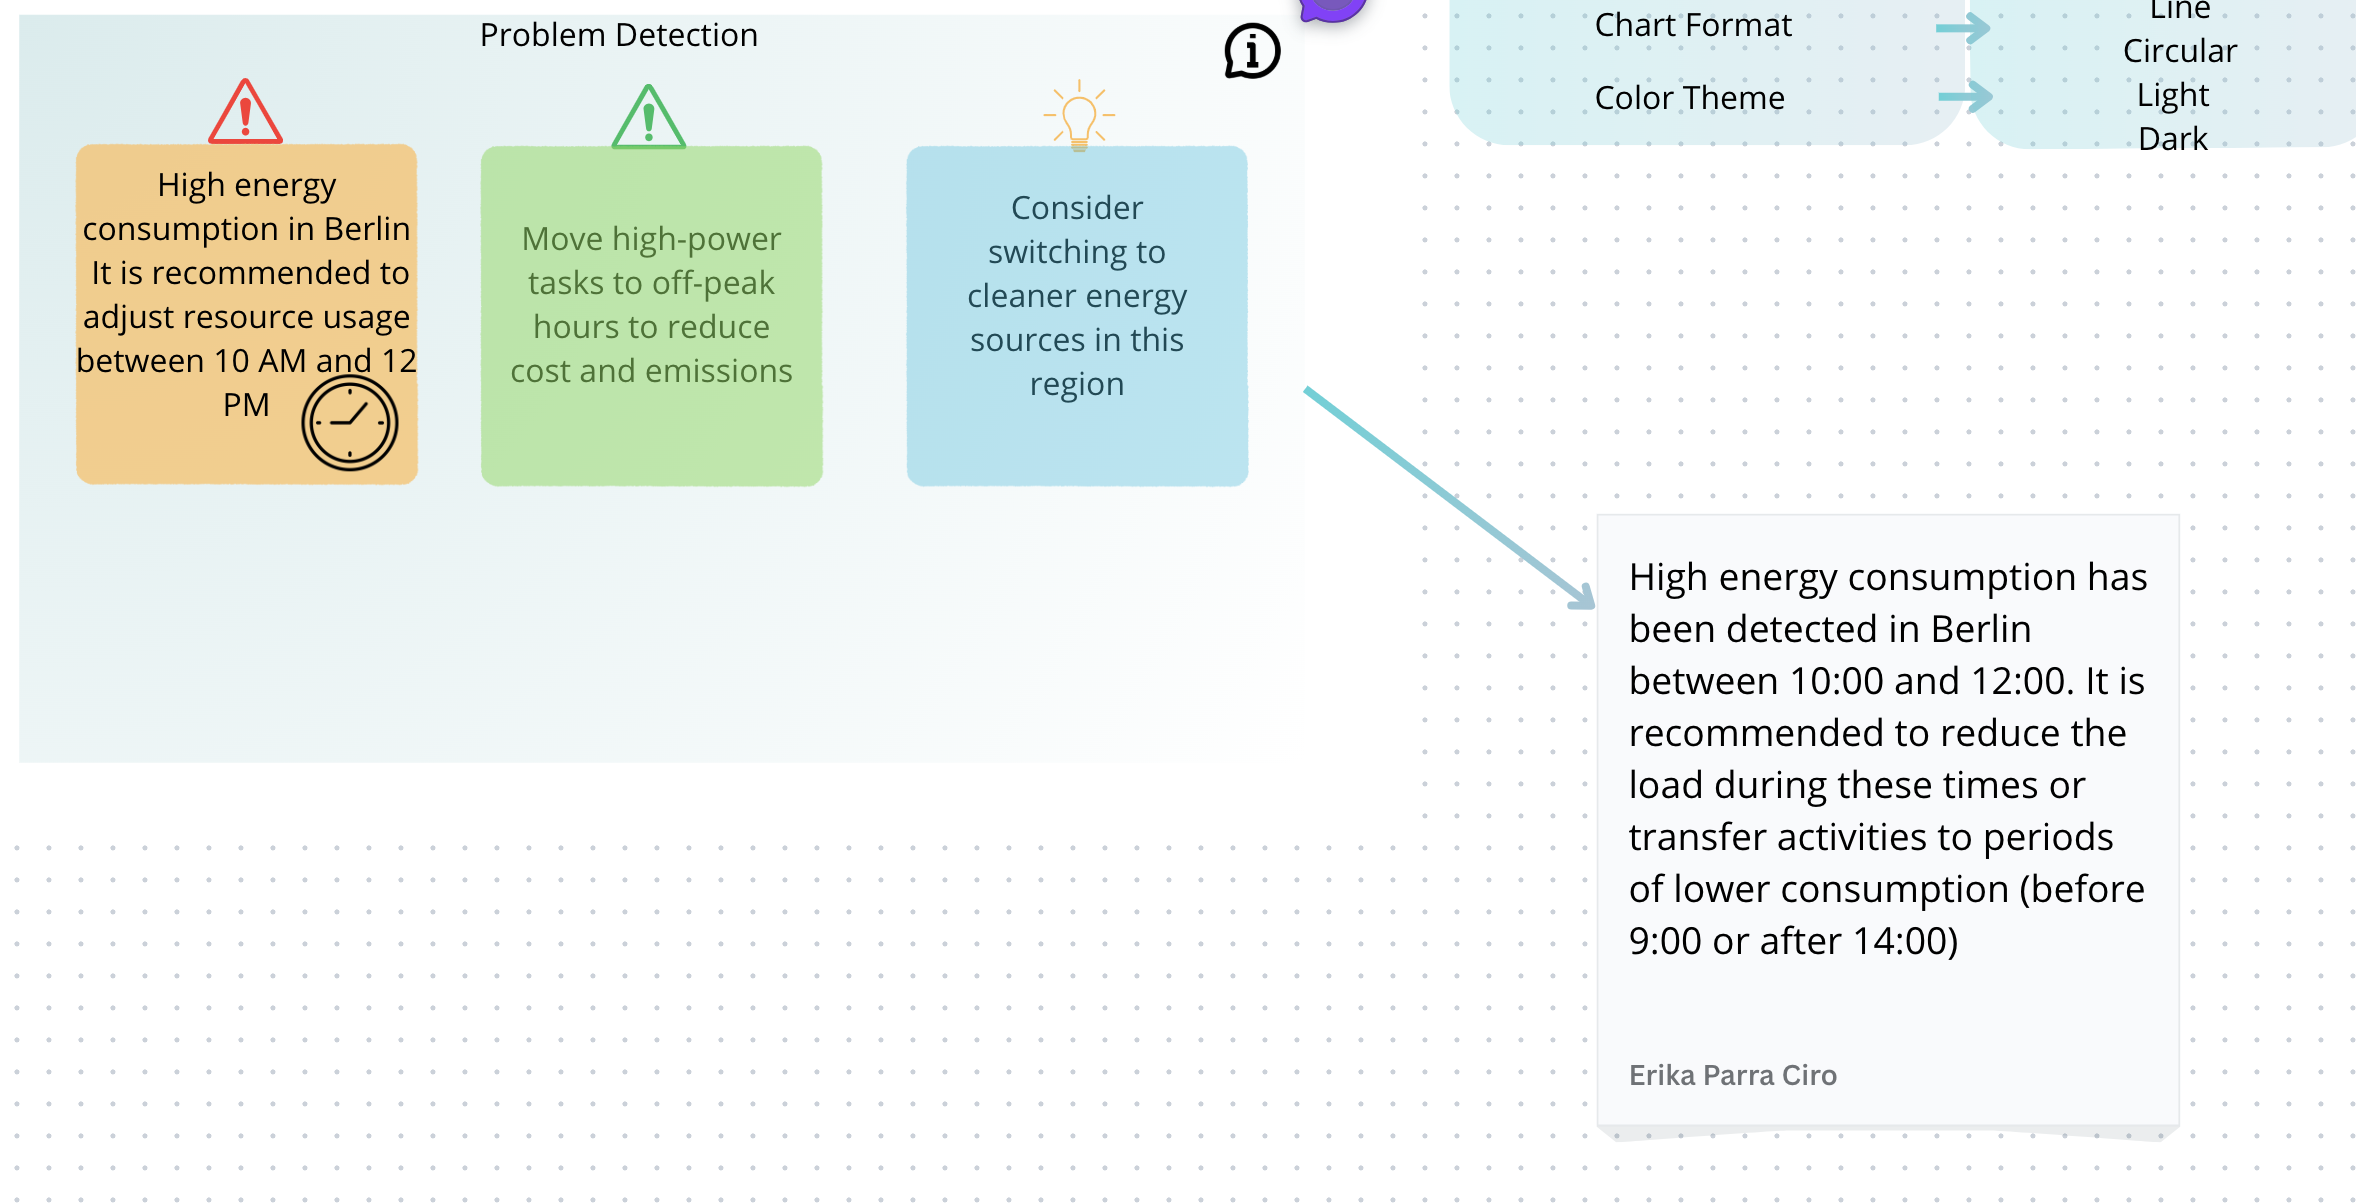 Problem Detection
High energy
consumption in Berlin
It is recommended to
adjust resource usage
between 10 AM and 12
PM
Move high-power
tasks to off-peak
hours to reduce
cost and emissions
Consider
switching to
cleaner energy
sources in this
region
Chart Format
Color Theme
Line
Circular
Light
Dark
High energy consumption has
been detected in Berlin
between 10:00 and 12:00. It is
recommended to reduce the
load during these times or
transfer activities to periods
of lower consumption (before
9:00 or after 14:00)
Erika Parra Ciro